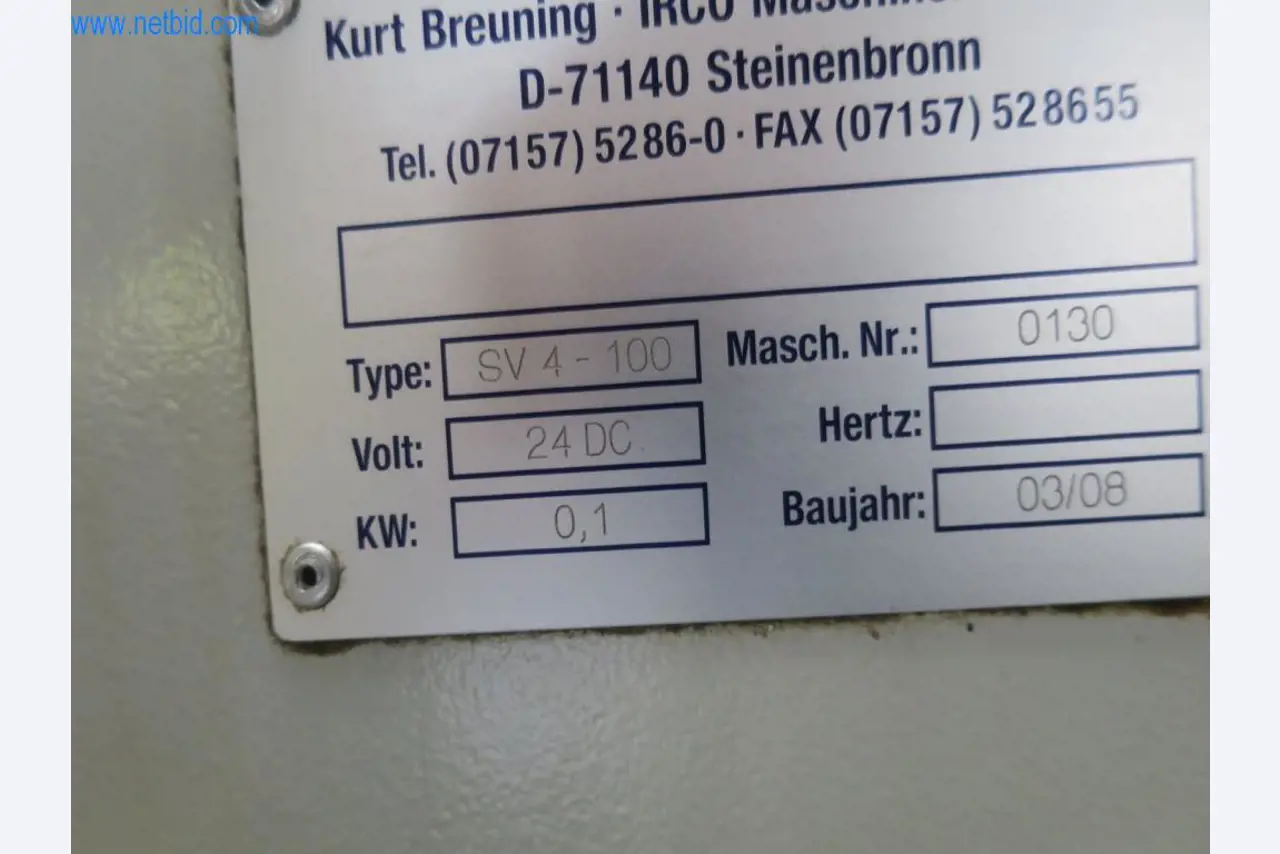 www.netbid.com
Kurt Breuning · IRCO
D-71140 Steinenbronn
Tel. (07157) 5286-0 · FAX (07157) 528655
Type: SV 4 - 100 Masch. Nr.: 0130
Volt: 24 DC Hertz:
KW: 0,1 Baujahr: 03/08